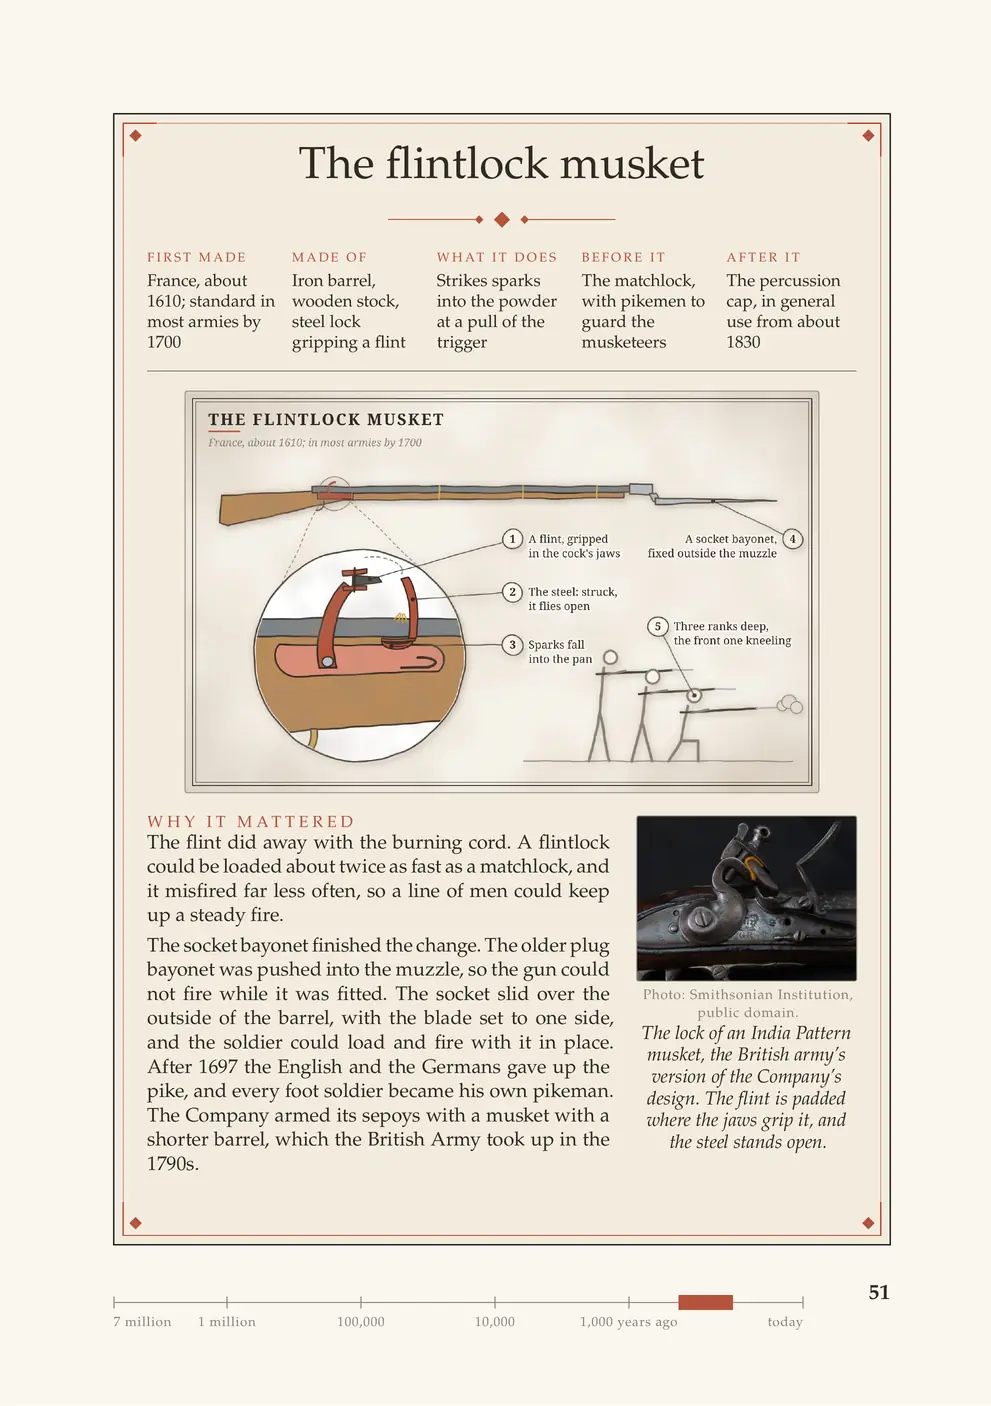 The flintlock musket
FIRST MADE
France, about
1610; standard in
most armies by
1700
MADE OF
Iron barrel,
wooden stock,
steel lock
gripping a flint
WHAT IT DOES
Strikes sparks
into the powder
at a pull of the
trigger
BEFORE IT
The matchlock,
with pikemen to
guard the
musketeers
AFTER IT
The percussion
cap, in general
use from about
1830
THE FLINTLOCK MUSKET
France, about 1610; in most armies by 1700
1 A flint, gripped
in the cock's jaws
A socket bayonet, 4
fixed outside the muzzle
2 The steel: struck,
it flies open
5 Three ranks deep,
the front one kneeling
3 Sparks fall
into the pan
WHY IT MATTERED
The flint did away with the burning cord. A flintlock
could be loaded about twice as fast as a matchlock, and
it misfired far less often, so a line of men could keep
up a steady fire.
The socket bayonet finished the change. The older plug
bayonet was pushed into the muzzle, so the gun could
not fire while it was fitted. The socket slid over the
outside of the barrel, with the blade set to one side,
and the soldier could load and fire with it in place.
After 1697 the English and the Germans gave up the
pike, and every foot soldier became his own pikeman.
The Company armed its sepoys with a musket with a
shorter barrel, which the British Army took up in the
1790s.
Photo: Smithsonian Institution,
public domain.
The lock of an India Pattern
musket, the British army's
version of the Company's
design. The flint is padded
where the jaws grip it, and
the steel stands open.
51
7 million
1 million
100,000
10,000
1,000 years ago
today